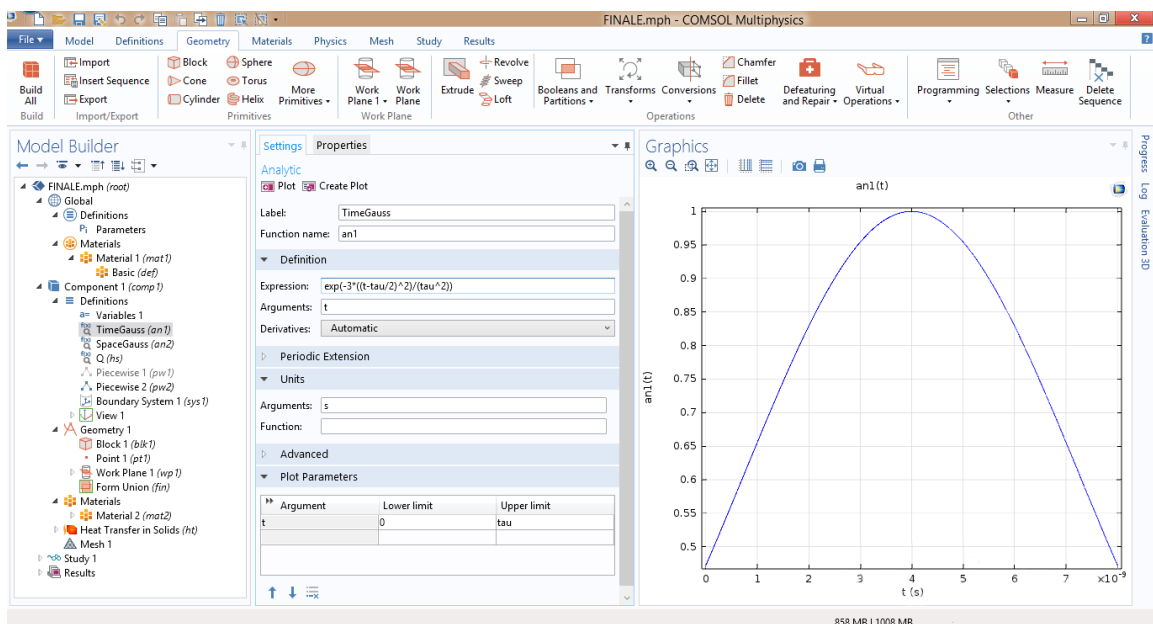 FINALE.mph - COMSOL Multiphysics
File Model Definitions Geometry Materials Physics Mesh Study Results
Build All
Build
Import
Insert Sequence
Export
Import/Export
Block Sphere
Cone Torus
Cylinder Helix
More Primitives
Primitives
Work Plane 1
Work Plane
Work Plane
Extrude
Revolve
Sweep
Loft
Booleans and Partitions
Transforms
Conversions
Chamfer
Fillet
Delete
Defeaturing and Repair
Virtual Operations
Operations
Programming
Selections
Measure
Delete Sequence
Other
Model Builder
FINALE.mph (root)
Global
Definitions
Pi Parameters
Materials
Material 1 (mat1)
Basic (def)
Component 1 (comp1)
Definitions
a= Variables 1
TimeGauss (an1)
SpaceGauss (an2)
Q (hs)
Piecewise 1 (pw1)
Piecewise 2 (pw2)
Boundary System 1 (sys1)
View 1
Geometry 1
Block 1 (blk1)
Point 1 (pt1)
Work Plane 1 (wp1)
Form Union (fin)
Materials
Material 2 (mat2)
Heat Transfer in Solids (ht)
Mesh 1
Study 1
Results
Settings Properties
Analytic
Plot Create Plot
Label: TimeGauss
Function name: an1
Definition
Expression: exp(-3*((t-tau/2)^2)/(tau^2))
Arguments: t
Derivatives: Automatic
Periodic Extension
Units
Arguments: s
Function:
Advanced
Plot Parameters
Argument Lower limit Upper limit
t 0 tau
Graphics
an1(t)
1
0.95
0.9
0.85
0.8
0.75
0.7
0.65
0.6
0.55
0.5
an1(t)
0 1 2 3 4 5 6 7 ×10⁻⁹
t (s)
Progress
Log
Evaluation 3D
858 MB | 1008 MB